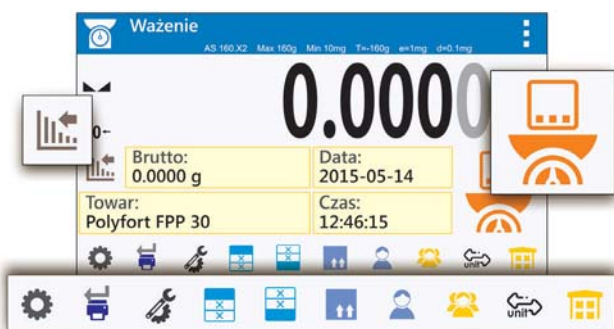 Ważenie
AS 160.X2 Max 160g Min 10mg T=-160g e=1mg d=0.1mg
0.000
Brutto:
0.0000 g
Data:
2015-05-14
Towar:
Polyfort FPP 30
Czas:
12:46:15
unit
unit